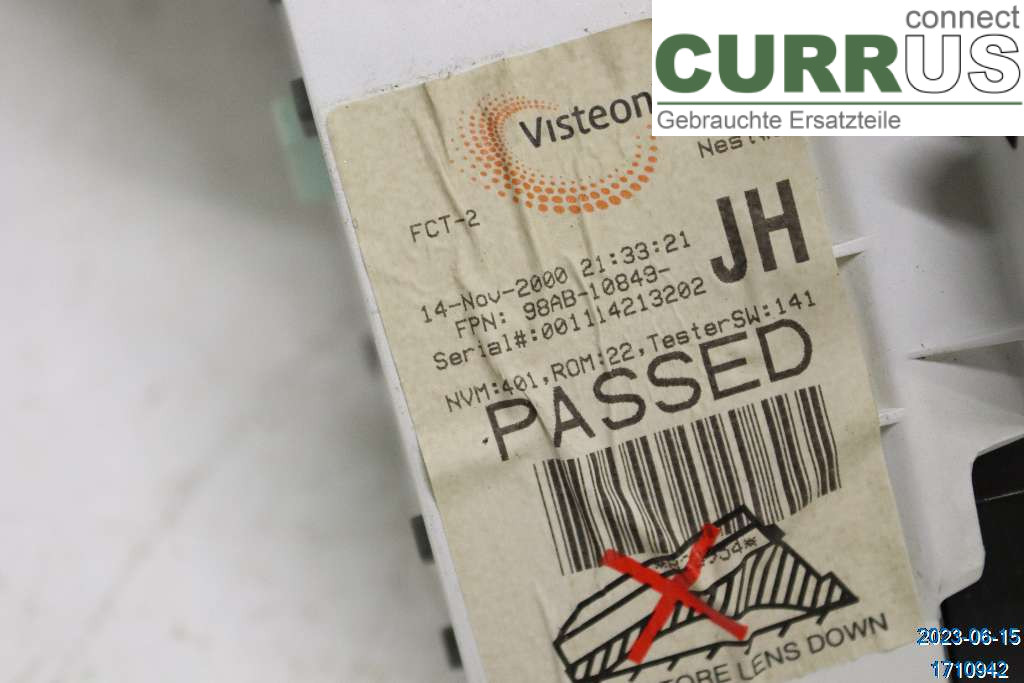 connect
CURRUS
Gebrauchte Ersatzteile
Visteon
FCT-2
JH
14-Nov-2000 21:33:21
FPN: 98AB-10849-
Serial#:001114213202
NVM:401,ROM:22,TesterSW:141
PASSED
LENS DOWN
2023-06-15
1710942